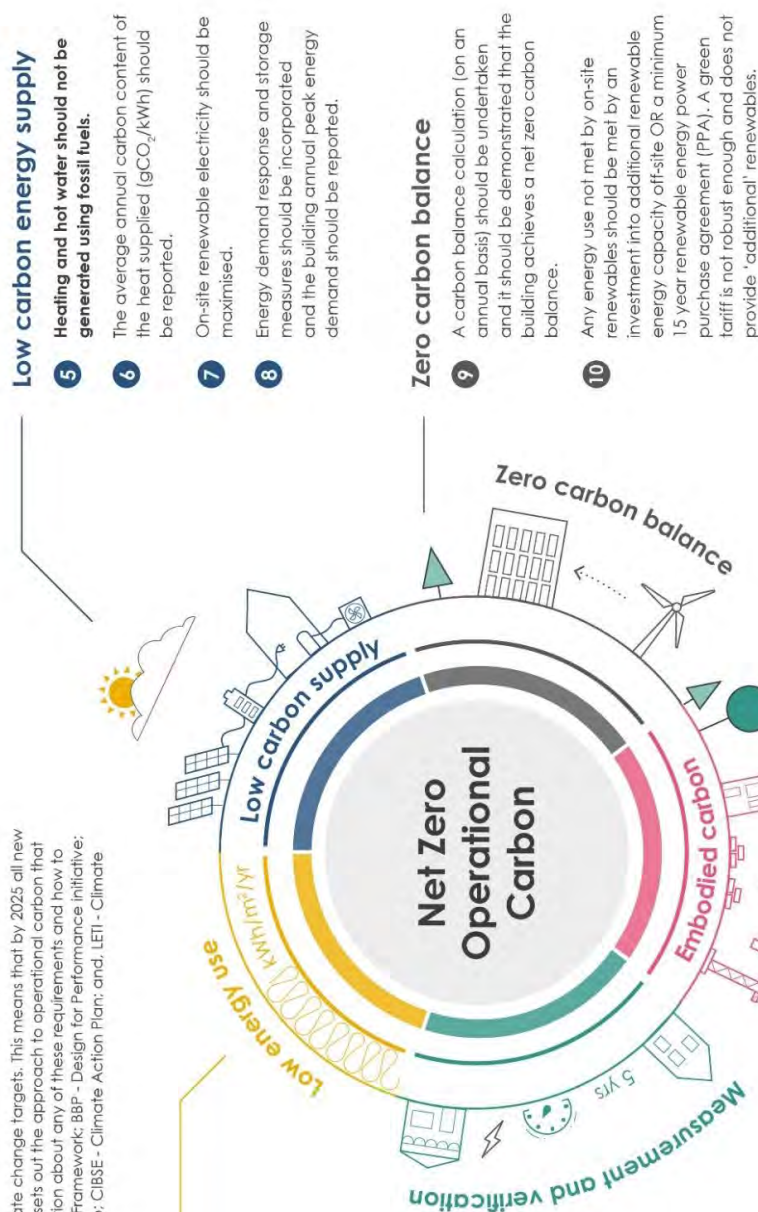 ate change targets. This means that by 2025 all new
sets out the approach to operational carbon that
ion about any of these requirements and how to
Framework; BBP - Design for Performance initiative;
; CIBSE - Climate Action Plan; and, LETI - Climate
Low energy use
kWh/m²/yr
Low carbon supply
Zero carbon balance
Embodied carbon
Measurement and verification
5 yrs
Net Zero
Operational
Carbon
Low carbon energy supply
5 Heating and hot water should not be
generated using fossil fuels.
6 The average annual carbon content of
the heat supplied (gCO₂/kWh) should
be reported.
7 On-site renewable electricity should be
maximised.
8 Energy demand response and storage
measures should be incorporated
and the building annual peak energy
demand should be reported.
Zero carbon balance
9 A carbon balance calculation (on an
annual basis) should be undertaken
and it should be demonstrated that the
building achieves a net zero carbon
balance.
10 Any energy use not met by on-site
renewables should be met by an
investment into additional renewable
energy capacity off-site OR a minimum
15 year renewable energy power
purchase agreement (PPA). A green
tariff is not robust enough and does not
provide 'additional' renewables.